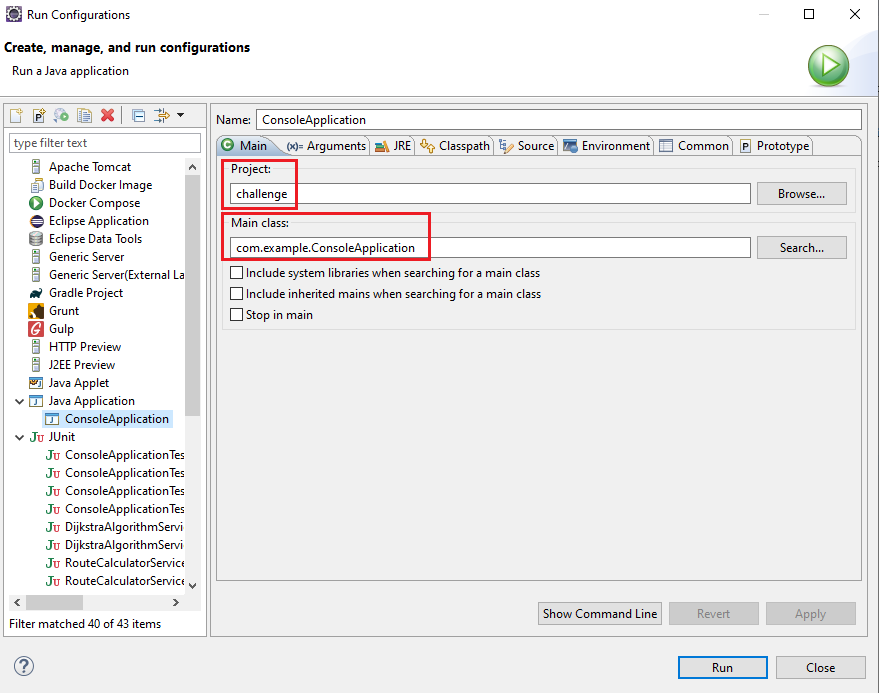 Run Configurations
Create, manage, and run configurations
Run a Java application
type filter text
Apache Tomcat
Build Docker Image
Docker Compose
Eclipse Application
Eclipse Data Tools
Generic Server
Generic Server(External La
Gradle Project
Grunt
Gulp
HTTP Preview
J2EE Preview
Java Applet
Java Application
ConsoleApplication
JUnit
ConsoleApplicationTes
ConsoleApplicationTes
ConsoleApplicationTes
ConsoleApplicationTes
DijkstraAlgorithmServi
DijkstraAlgorithmServi
RouteCalculatorService
RouteCalculatorService
Filter matched 40 of 43 items
Name: ConsoleApplication
Main (x)= Arguments JRE Classpath Source Environment Common Prototype
Project:
challenge Browse...
Main class:
com.example.ConsoleApplication Search...
Include system libraries when searching for a main class
Include inherited mains when searching for a main class
Stop in main
Show Command Line Revert Apply
Run Close